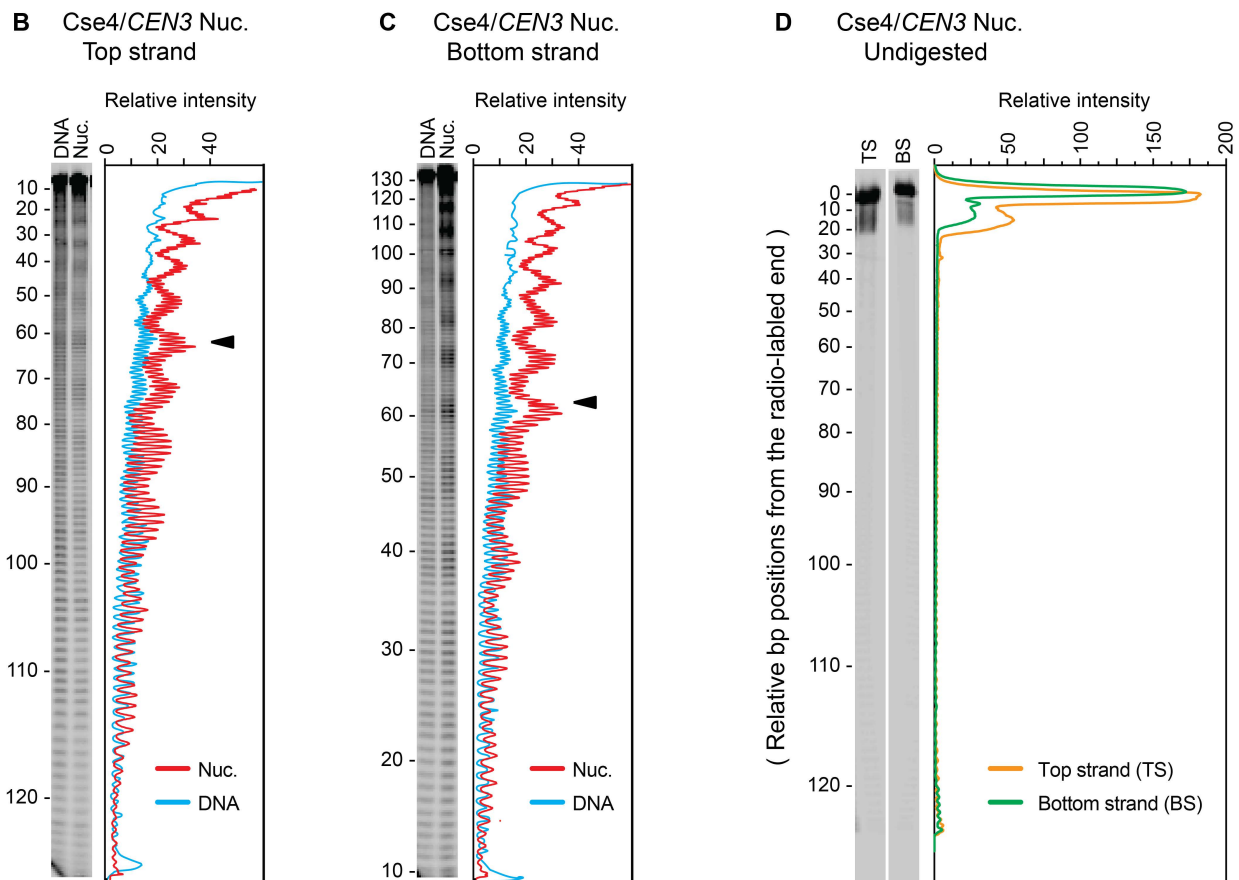 B Cse4/CEN3 Nuc.
Top strand
Relative intensity
DNA
Nuc.
0
20
40
10 -
20 -
30 -
40 -
50 -
60 -
70 -
80 -
90 -
100 -
110 -
120 -
Nuc.
DNA
C Cse4/CEN3 Nuc.
Bottom strand
Relative intensity
DNA
Nuc.
0
20
40
130 -
120 -
110 -
100 -
90 -
80 -
70 -
60 -
50 -
40 -
30 -
20 -
10 -
Nuc.
DNA
D Cse4/CEN3 Nuc.
Undigested
Relative intensity
TS
BS
0
50
100
150
200
( Relative bp positions from the radio-labled end )
0 -
10 -
20 -
30 -
40 -
50 -
60 -
70 -
80 -
90 -
100 -
110 -
120 -
Top strand (TS)
Bottom strand (BS)